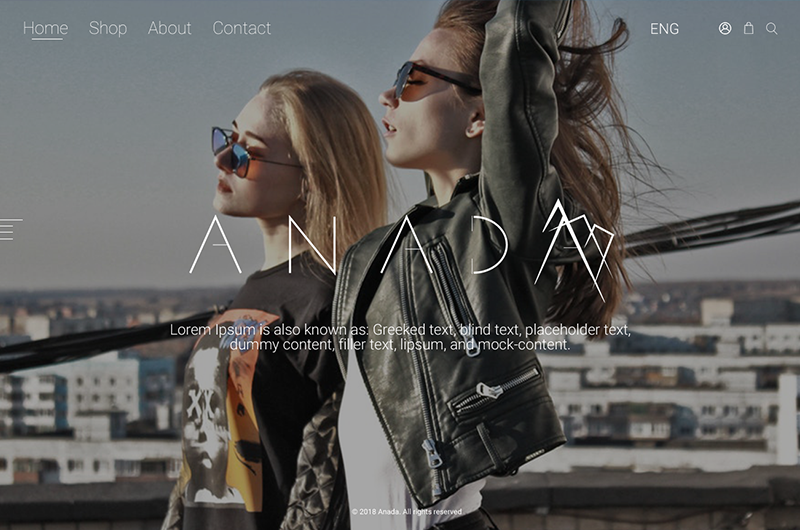 Home Shop About Contact ENG
ANADA
Lorem Ipsum is also known as: Greeked text, blind text, placeholder text,
dummy content, filler text, lipsum, and mock-content.
© 2018 Anada. All rights reserved